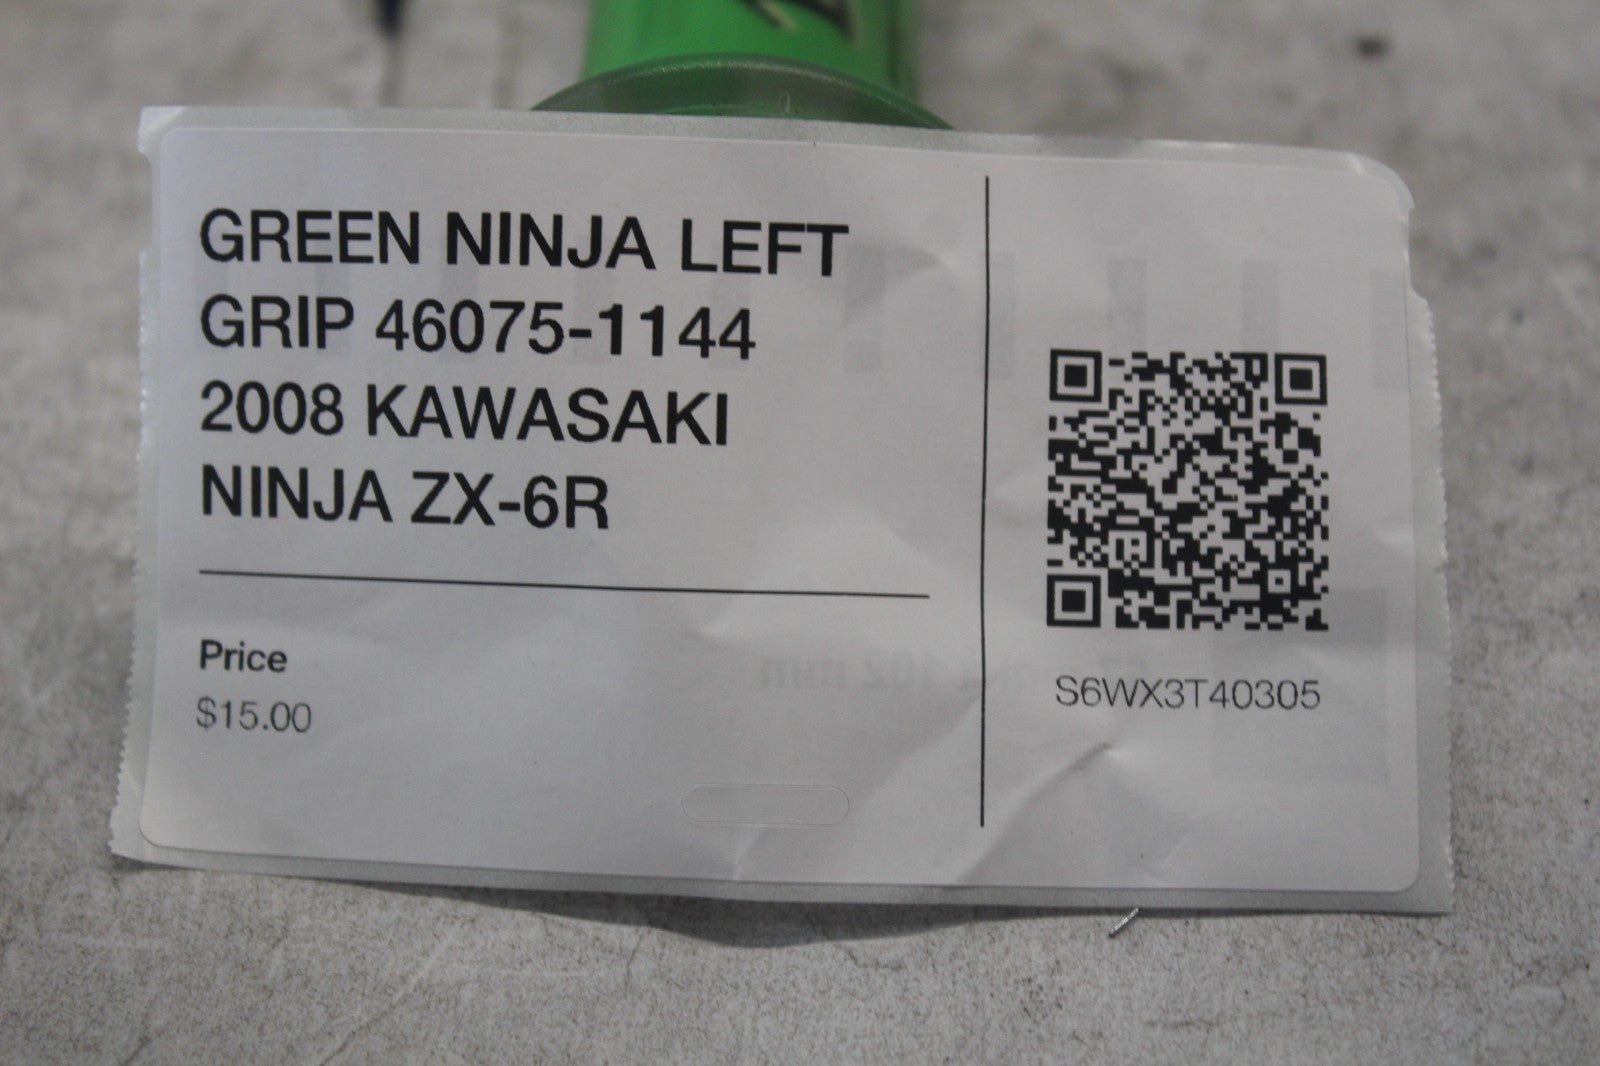 GREEN NINJA LEFT
GRIP 46075-1144
2008 KAWASAKI
NINJA ZX-6R
Price
$15.00
S6WX3T40305